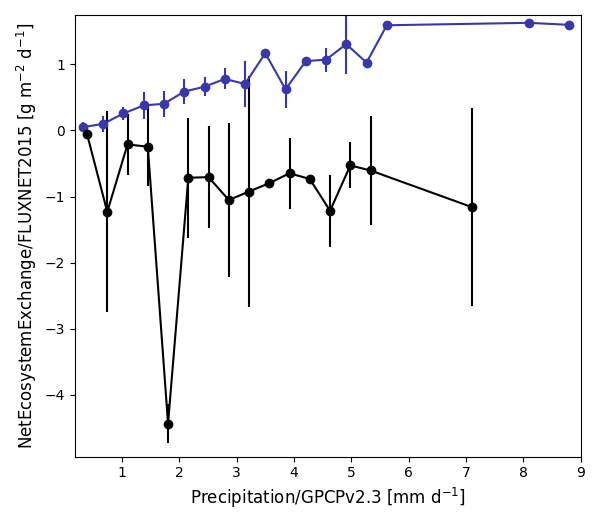 NetEcosystemExchange/FLUXNET2015 [g m⁻² d⁻¹]
1
0
−1
−2
−3
−4
1 2 3 4 5 6 7 8 9
Precipitation/GPCPv2.3 [mm d⁻¹]